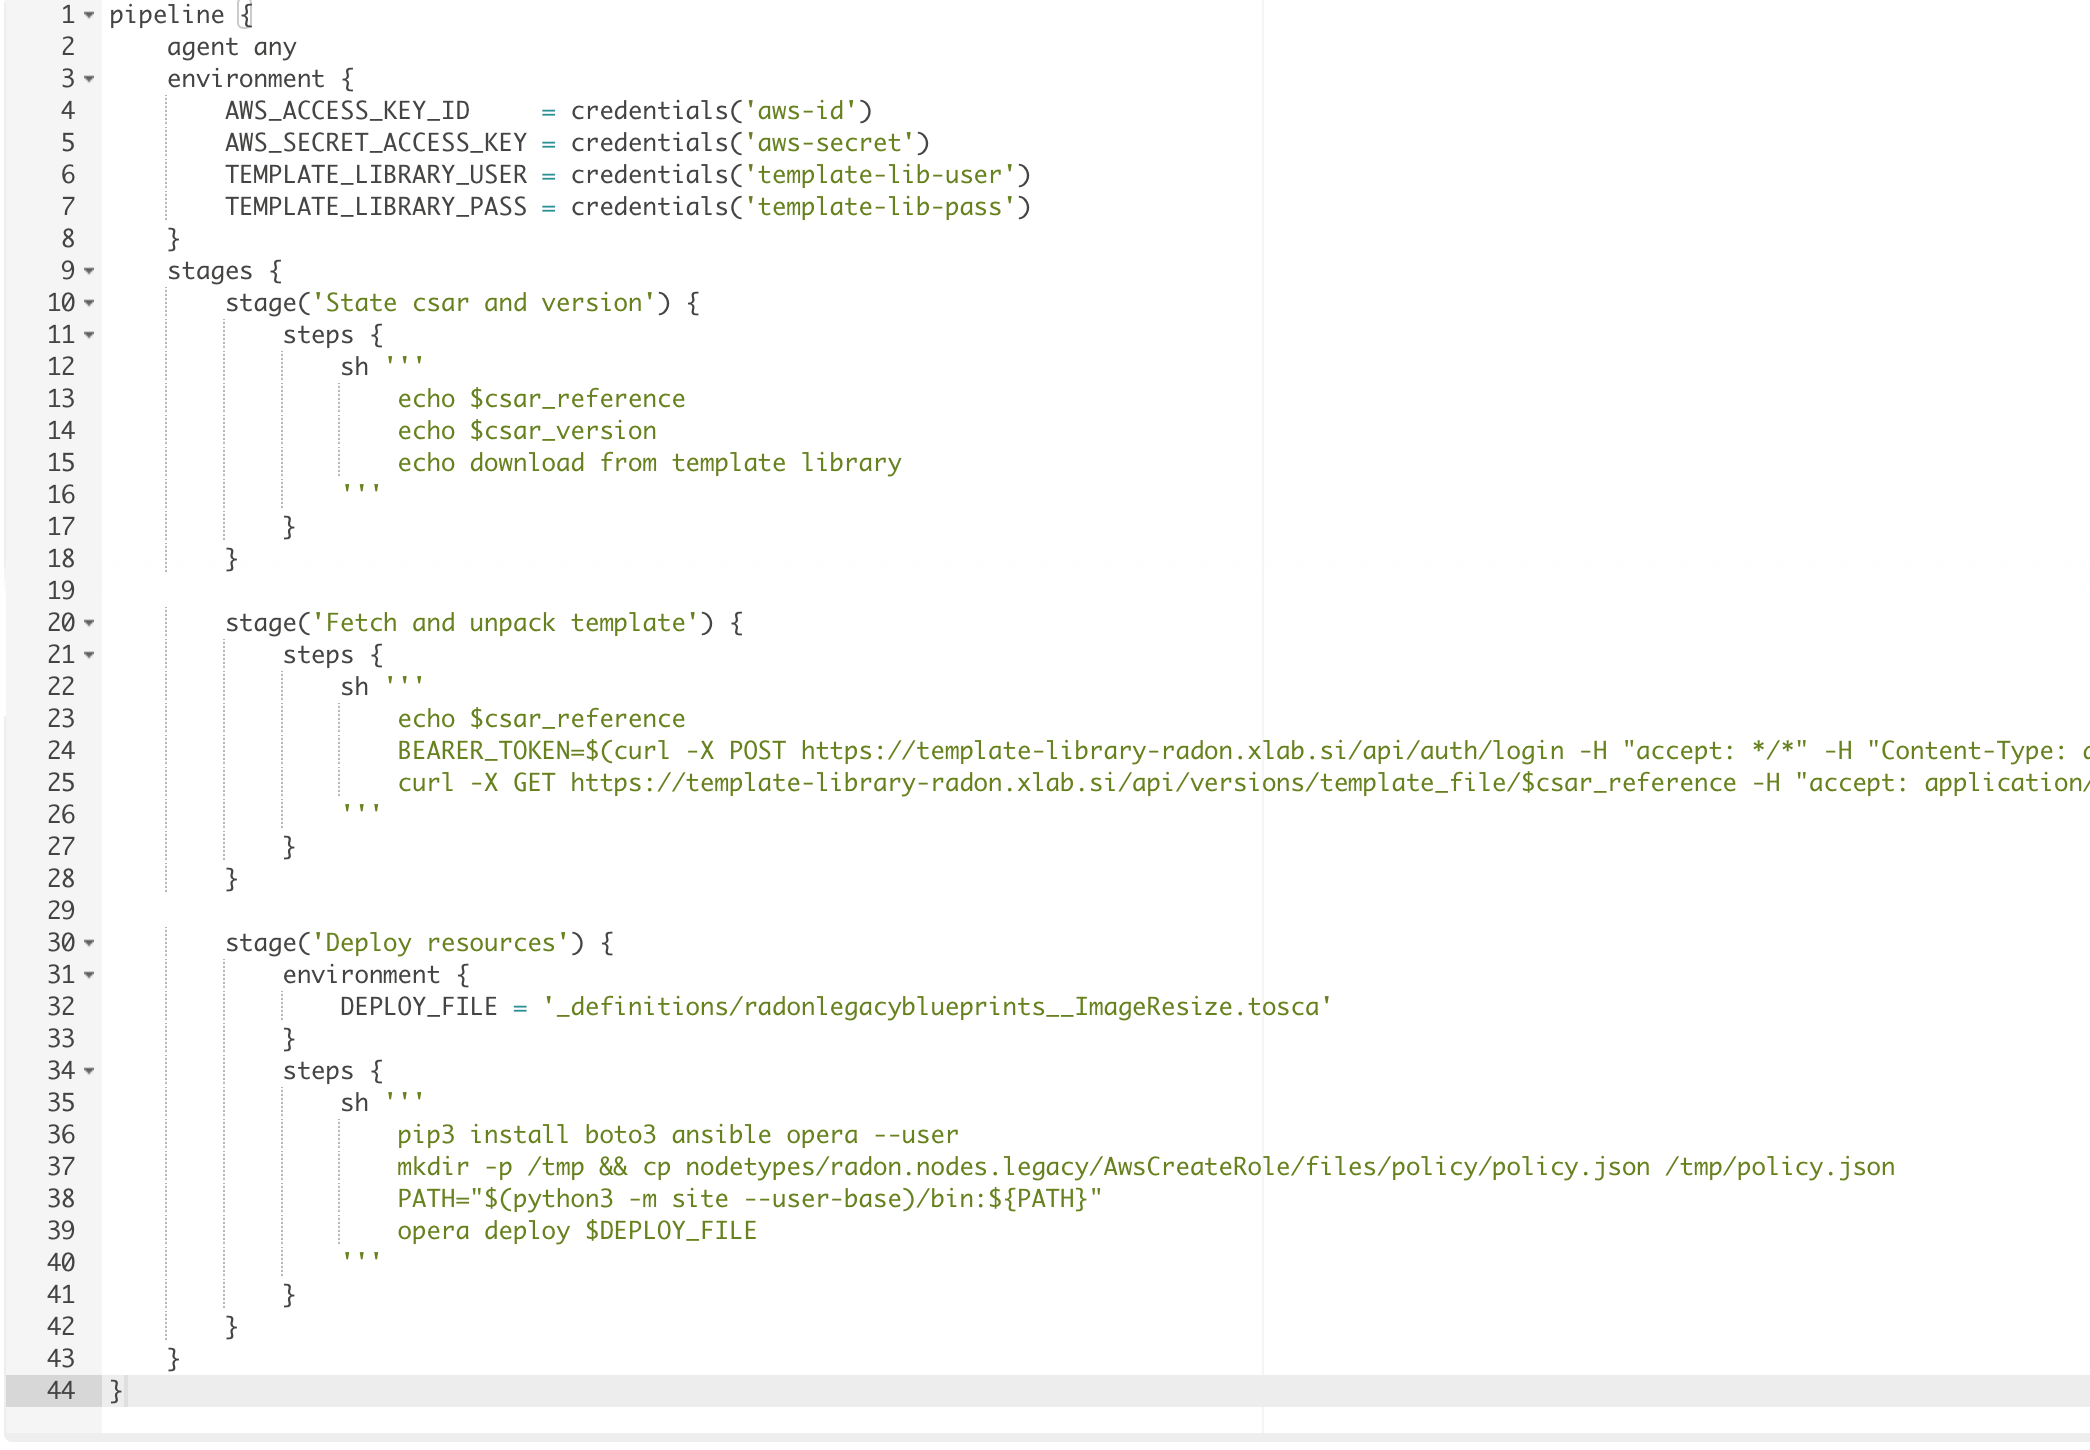 1 pipeline {
2     agent any
3     environment {
4         AWS_ACCESS_KEY_ID     = credentials('aws-id')
5         AWS_SECRET_ACCESS_KEY = credentials('aws-secret')
6         TEMPLATE_LIBRARY_USER = credentials('template-lib-user')
7         TEMPLATE_LIBRARY_PASS = credentials('template-lib-pass')
8     }
9     stages {
10         stage('State csar and version') {
11             steps {
12                 sh '''
13                     echo $csar_reference
14                     echo $csar_version
15                     echo download from template library
16                 '''
17             }
18         }
19
20         stage('Fetch and unpack template') {
21             steps {
22                 sh '''
23                     echo $csar_reference
24                     BEARER_TOKEN=$(curl -X POST https://template-library-radon.xlab.si/api/auth/login -H "accept: */*" -H "Content-Type:
25                     curl -X GET https://template-library-radon.xlab.si/api/versions/template_file/$csar_reference -H "accept: application/
26                 '''
27             }
28         }
29
30         stage('Deploy resources') {
31             environment {
32                 DEPLOY_FILE = '_definitions/radonlegacyblueprints__ImageResize.tosca'
33             }
34             steps {
35                 sh '''
36                     pip3 install boto3 ansible opera --user
37                     mkdir -p /tmp && cp nodetypes/radon.nodes.legacy/AwsCreateRole/files/policy/policy.json /tmp/policy.json
38                     PATH="$(python3 -m site --user-base)/bin:${PATH}"
39                     opera deploy $DEPLOY_FILE
40                 '''
41             }
42         }
43     }
44 }